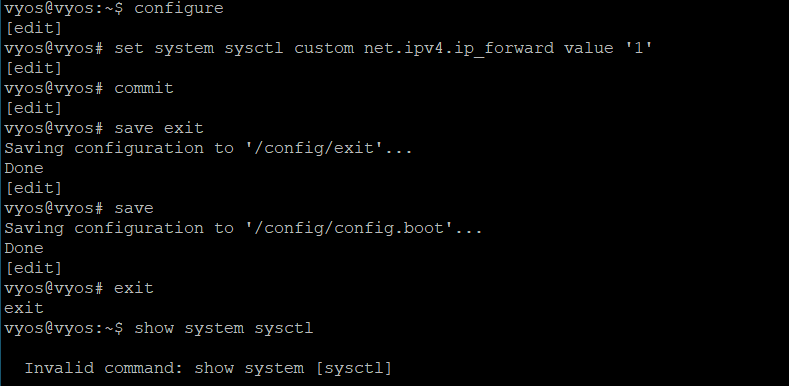 vyos@vyos:~$ configure
[edit]
vyos@vyos# set system sysctl custom net.ipv4.ip_forward value '1'
[edit]
vyos@vyos# commit
[edit]
vyos@vyos# save exit
Saving configuration to '/config/exit'...
Done
[edit]
vyos@vyos# save
Saving configuration to '/config/config.boot'...
Done
[edit]
vyos@vyos# exit
exit
vyos@vyos:~$ show system sysctl
Invalid command: show system [sysctl]